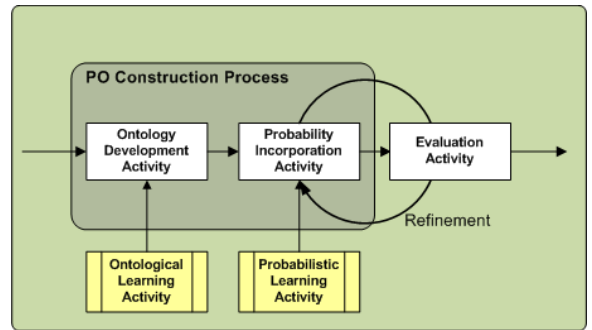 PO Construction Process
Ontology
Development
Activity
Probability
Incorporation
Activity
Evaluation
Activity
Refinement
Ontological
Learning
Activity
Probabilistic
Learning
Activity